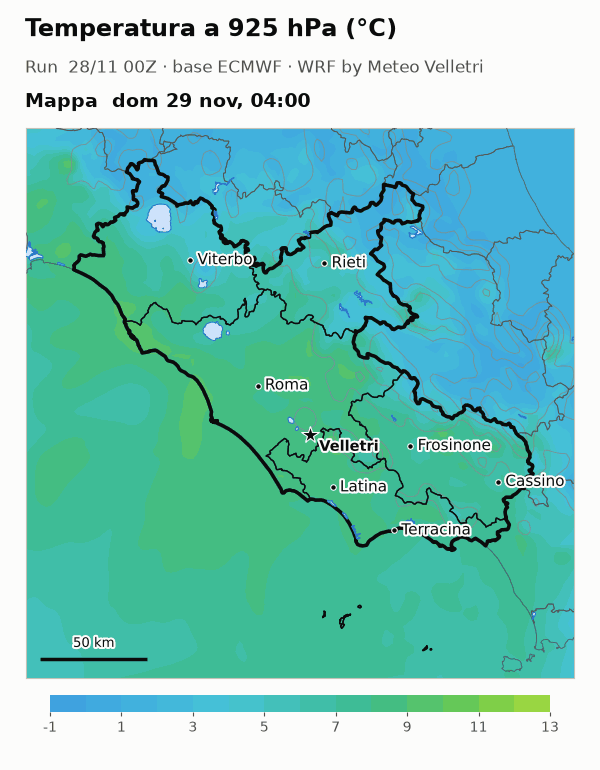 Temperatura a 925 hPa (°C)
Run  28/11 00Z · base ECMWF · WRF by Meteo Velletri
Mappa  dom 29 nov, 04:00
Viterbo
Rieti
Roma
Velletri
Frosinone
Latina
Cassino
Terracina
50 km
-1 1 3 5 7 9 11 13